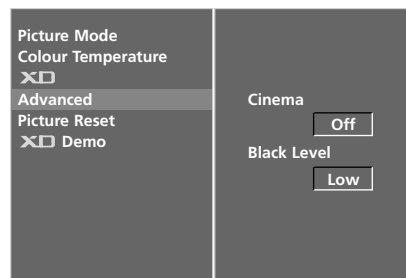 Picture Mode
Colour Temperature
XD
Advanced
Picture Reset
XD Demo
Cinema
Off
Black Level
Low